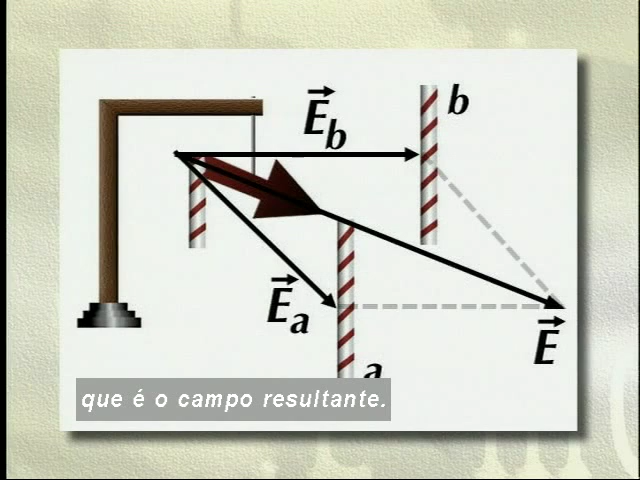 b
E_b
E_a
E
a
que é o campo resultante.